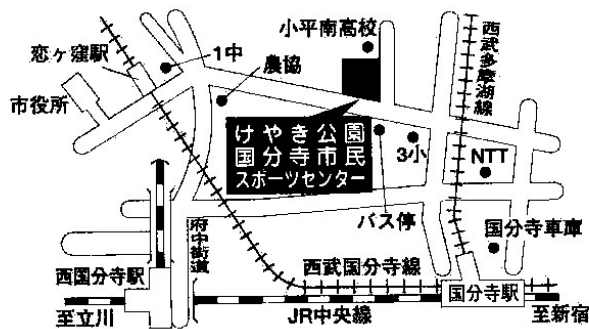 小平南高校
恋ヶ窪駅
1中
農協
西武多摩湖線
市役所
けやき公園
国分寺市民
スポーツセンター
3小
NTT
バス停
国分寺車庫
府中街道
西国分寺駅
西武国分寺線
国分寺駅
至立川
JR中央線
至新宿